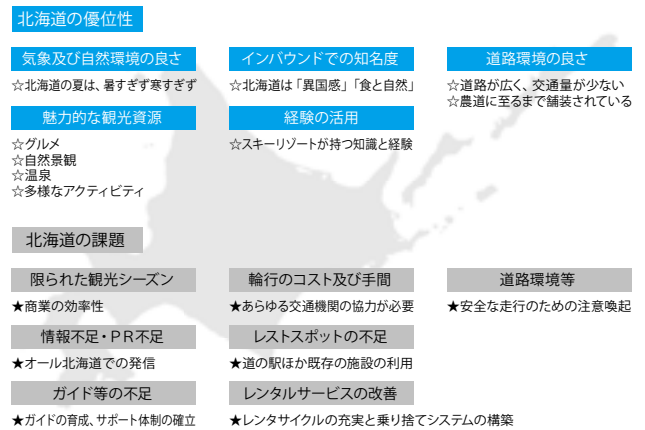 北海道の優位性
気象及び自然環境の良さ
☆北海道の夏は、暑すぎず寒すぎず
インバウンドでの知名度
☆北海道は「異国感」「食と自然」
道路環境の良さ
☆道路が広く、交通量が少ない
☆農道に至るまで舗装されている
魅力的な観光資源
☆グルメ
☆自然景観
☆温泉
☆多様なアクティビティ
経験の活用
☆スキーリゾートが持つ知識と経験
北海道の課題
限られた観光シーズン
★商業の効率性
輪行のコスト及び手間
★あらゆる交通機関の協力が必要
道路環境等
★安全な走行のための注意喚起
情報不足・PR不足
★オール北海道での発信
レストスポットの不足
★道の駅ほか既存の施設の利用
ガイド等の不足
★ガイドの育成、サポート体制の確立
レンタルサービスの改善
★レンタサイクルの充実と乗り捨てシステムの構築